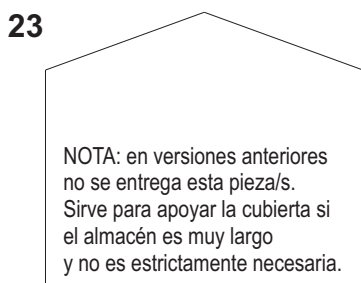 23
NOTA: en versiones anteriores
no se entrega esta pieza/s.
Sirve para apoyar la cubierta si
el almacén es muy largo
y no es estrictamente necesaria.